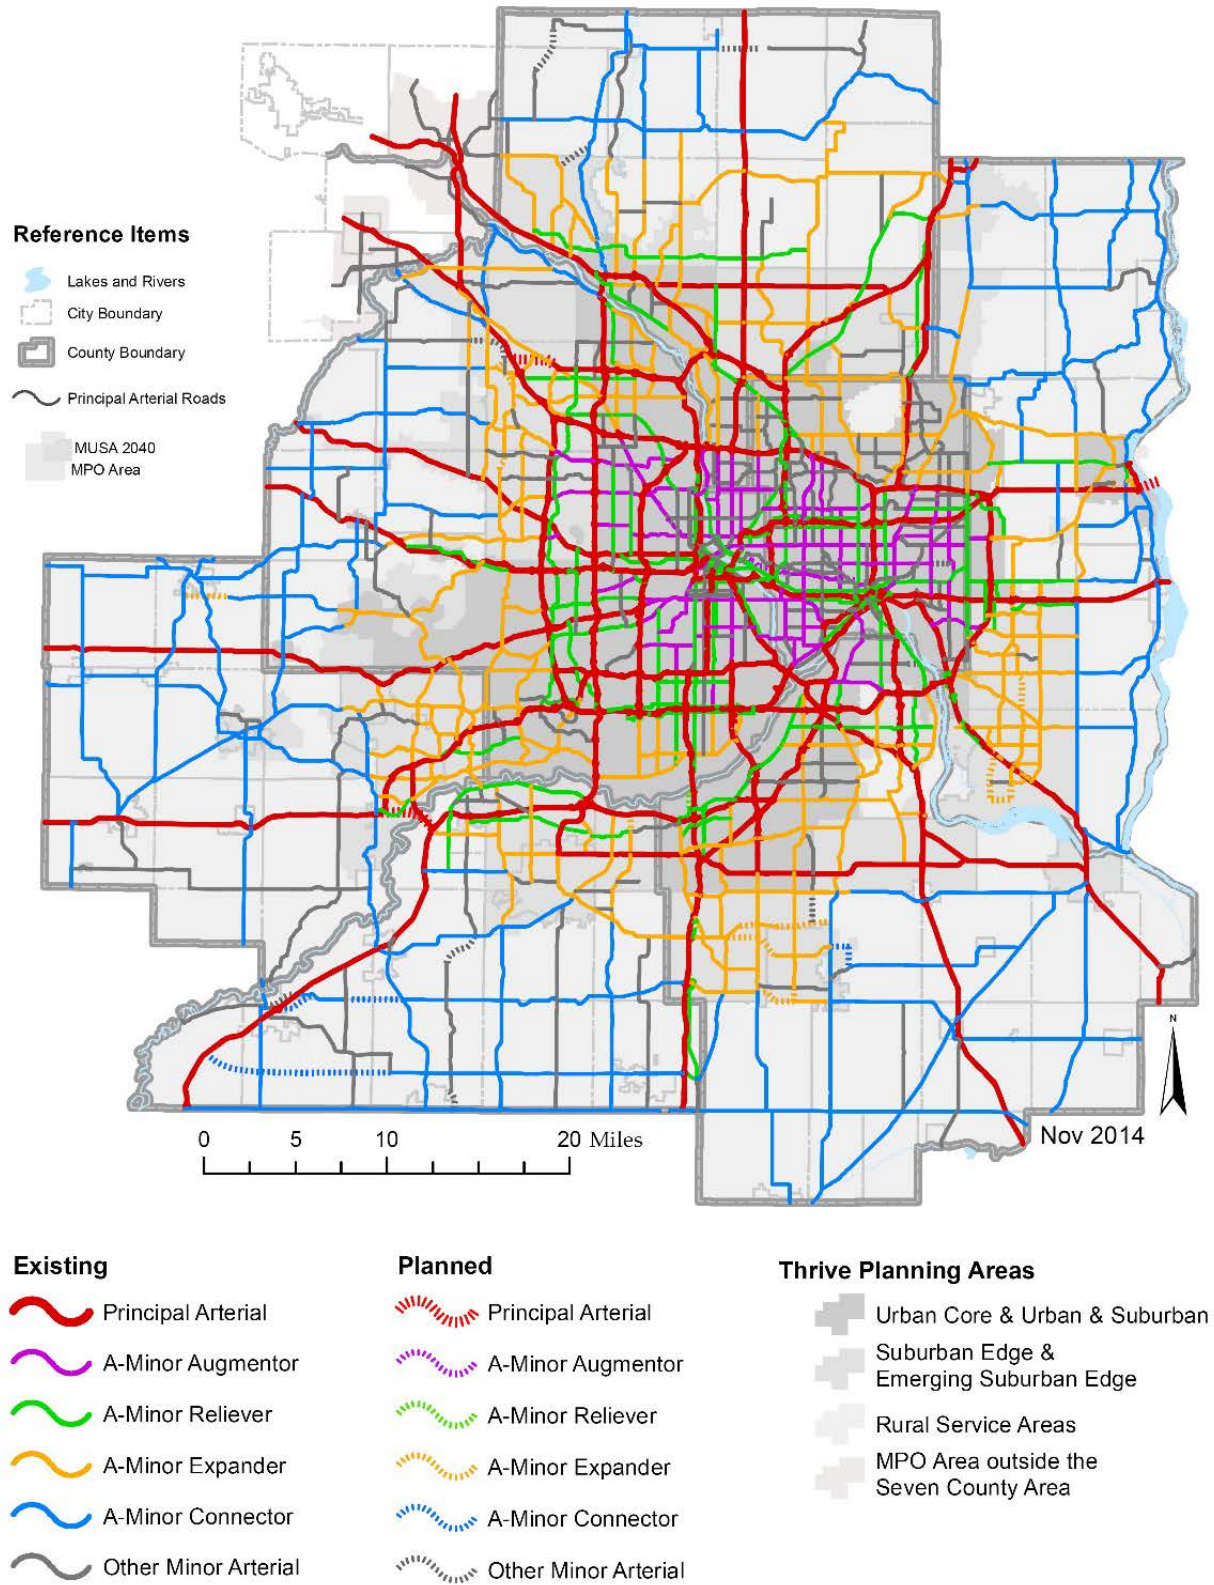 Reference Items
Lakes and Rivers
City Boundary
County Boundary
Principal Arterial Roads
MUSA 2040
MPO Area
N
Nov 2014
0 5 10 20 Miles
Existing
Principal Arterial
A-Minor Augmentor
A-Minor Reliever
A-Minor Expander
A-Minor Connector
Other Minor Arterial
Planned
Principal Arterial
A-Minor Augmentor
A-Minor Reliever
A-Minor Expander
A-Minor Connector
Other Minor Arterial
Thrive Planning Areas
Urban Core & Urban & Suburban
Suburban Edge &
Emerging Suburban Edge
Rural Service Areas
MPO Area outside the
Seven County Area